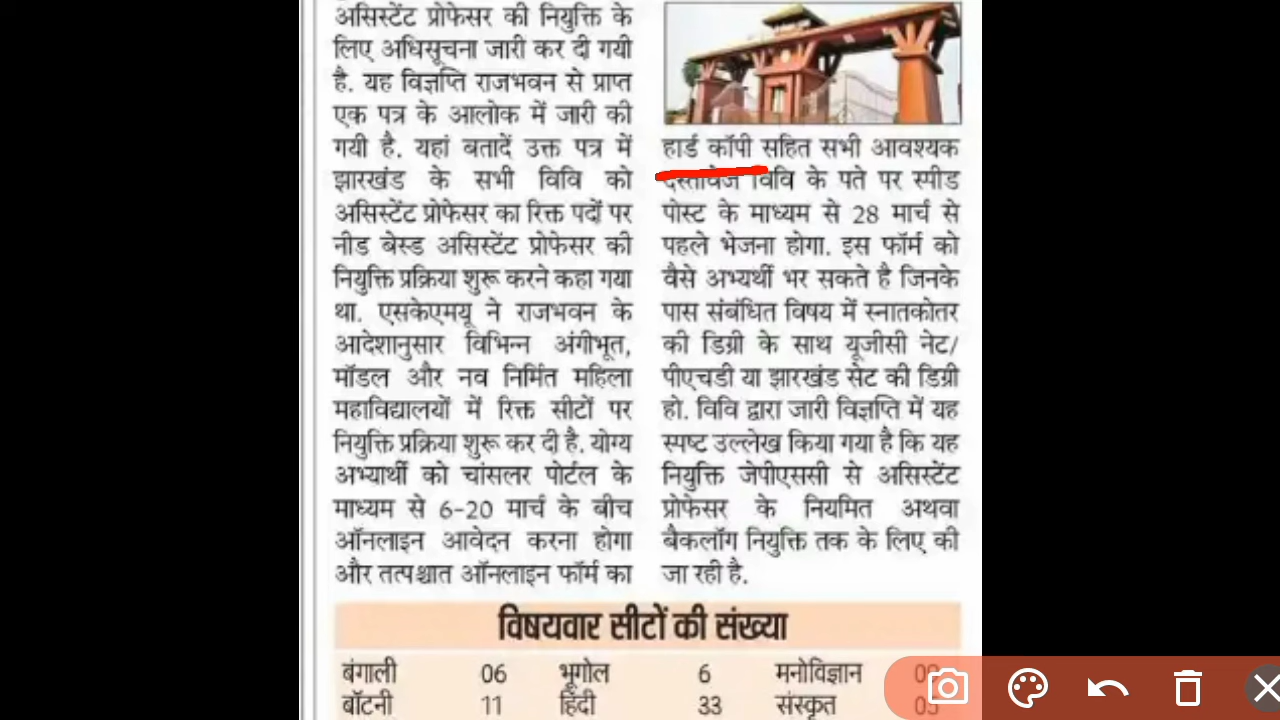 असिस्टेंट प्रोफेसर की नियुक्ति के
लिए अधिसूचना जारी कर दी गयी
है. यह विज्ञप्ति राजभवन से प्राप्त
एक पत्र के आलोक में जारी की
गयी है. यहां बतादें उक्त पत्र में
झारखंड के सभी विवि को
असिस्टेंट प्रोफेसर का रिक्त पदों पर
नीड बेस्ड असिस्टेंट प्रोफेसर की
नियुक्ति प्रक्रिया शुरू करने कहा गया
था. एसकेएमयू ने राजभवन के
आदेशानुसार विभिन्न अंगीभूत,
मॉडल और नव निर्मित महिला
महाविद्यालयों में रिक्त सीटों पर
नियुक्ति प्रक्रिया शुरू कर दी है. योग्य
अभ्यार्थी को चांसलर पोर्टल के
माध्यम से 6-20 मार्च के बीच
ऑनलाइन आवेदन करना होगा
और तत्पश्चात ऑनलाइन फॉर्म का
हार्ड कॉपी सहित सभी आवश्यक
दस्तावेज विवि के पते पर स्पीड
पोस्ट के माध्यम से 28 मार्च से
पहले भेजना होगा. इस फॉर्म को
वैसे अभ्यर्थी भर सकते है जिनके
पास संबंधित विषय में स्नातकोतर
की डिग्री के साथ यूजीसी नेट/
पीएचडी या झारखंड सेट की डिग्री
हो. विवि द्वारा जारी विज्ञप्ति में यह
स्पष्ट उल्लेख किया गया है कि यह
नियुक्ति जेपीएससी से असिस्टेंट
प्रोफेसर के नियमित अथवा
बैकलॉग नियुक्ति तक के लिए की
जा रही है.
विषयवार सीटों की संख्या
बंगाली 06 भूगोल 6 मनोविज्ञान
बॉटनी 11 हिंदी 33 संस्कृत